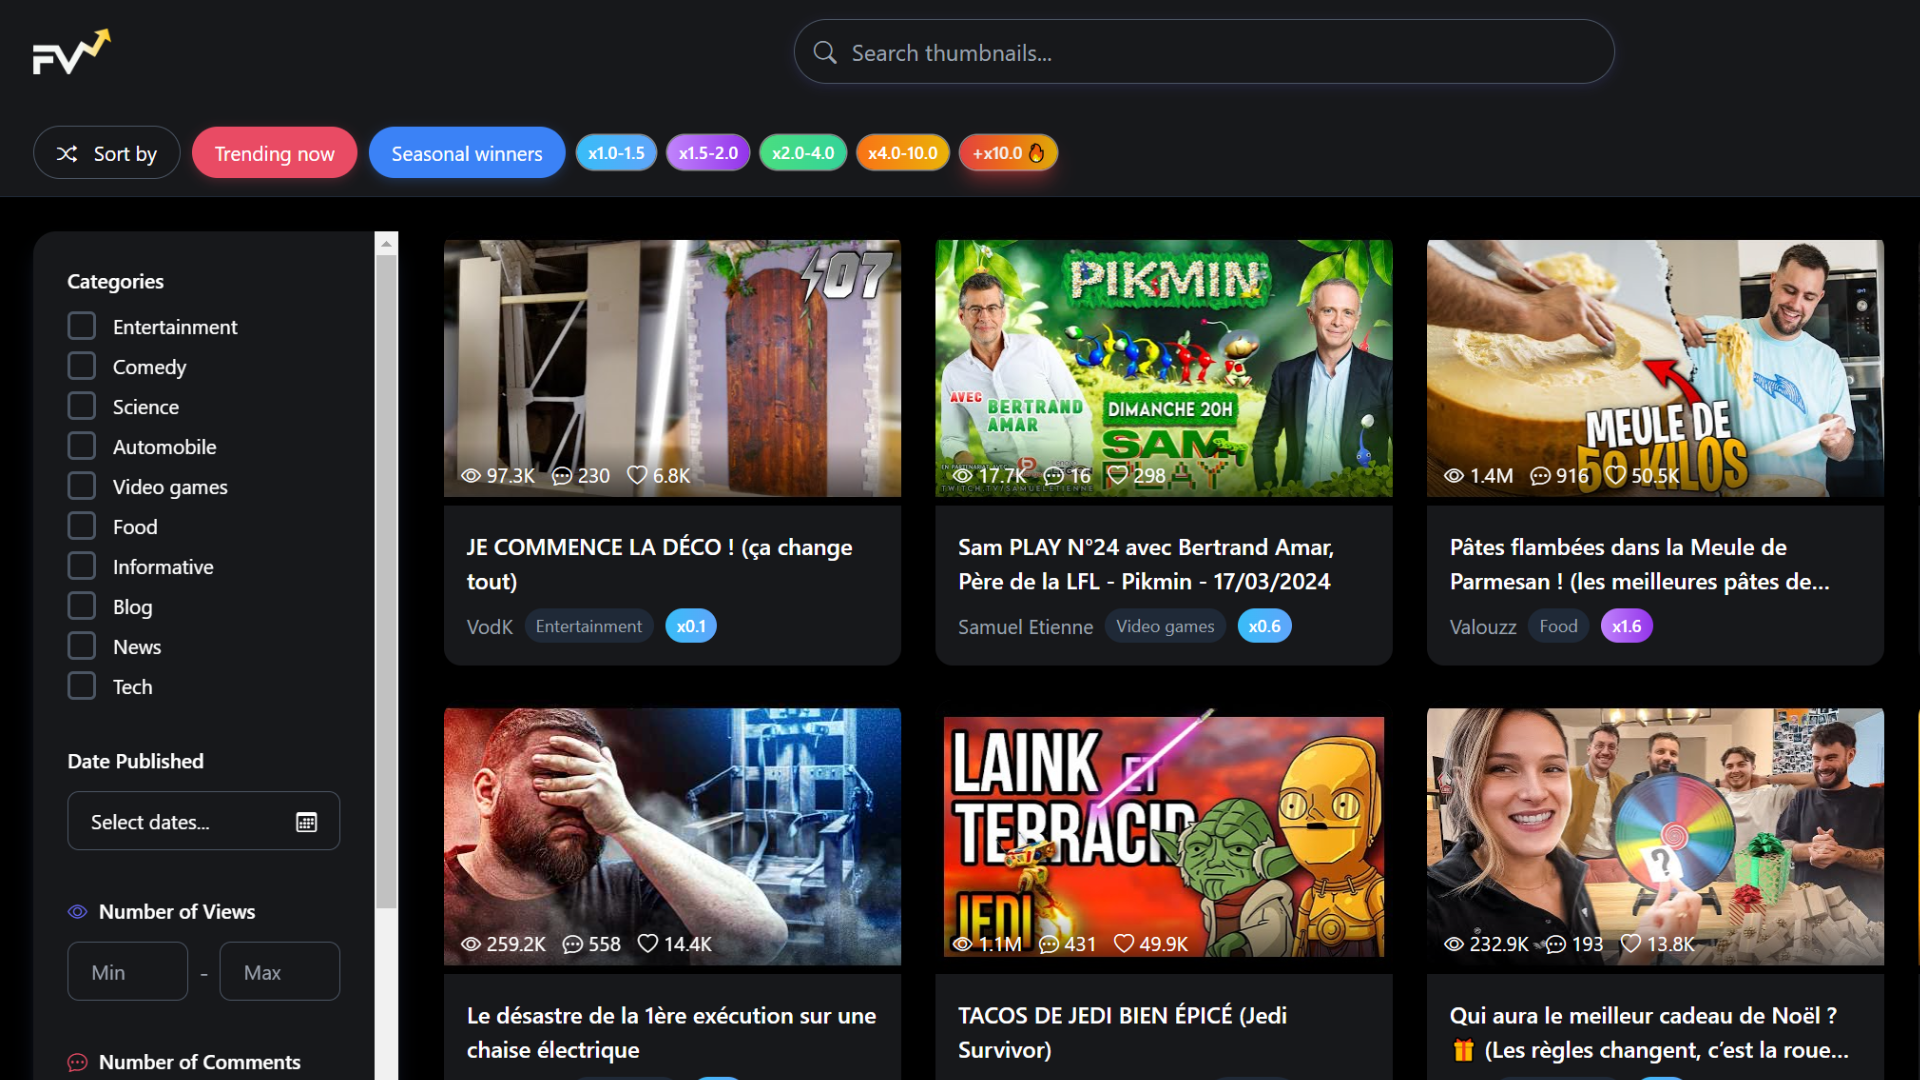 FV
Search thumbnails...
Sort by
Trending now
Seasonal winners
x1.0-1.5
x1.5-2.0
x2.0-4.0
x4.0-10.0
+x10.0
Categories
Entertainment
Comedy
Science
Automobile
Video games
Food
Informative
Blog
News
Tech
Date Published
Select dates...
Number of Views
Min
-
Max
Number of Comments
07
97.3K 230 6.8K
JE COMMENCE LA DÉCO ! (ça change
tout)
VodK Entertainment x0.1
PIKMIN
AVEC
BERTRAND
AMAR
DIMANCHE 20H
SAM
PLAY
EN PARTENARIAT AVEC
TWITCH.TV/SAMUELETIENNE
17.7K 16 298
Sam PLAY N°24 avec Bertrand Amar,
Père de la LFL - Pikmin - 17/03/2024
Samuel Etienne Video games x0.6
MEULE DE
50 KILOS
1.4M 916 50.5K
Pâtes flambées dans la Meule de
Parmesan ! (les meilleures pâtes de...
Valouzz Food x1.6
259.2K 558 14.4K
Le désastre de la 1ère exécution sur une
chaise électrique
LAINK ET
TERRACID
JEDI
1.1M 431 49.9K
TACOS DE JEDI BIEN ÉPICÉ (Jedi
Survivor)
?
232.9K 193 13.8K
Qui aura le meilleur cadeau de Noël ?
🎁 (Les règles changent, c’est la roue...